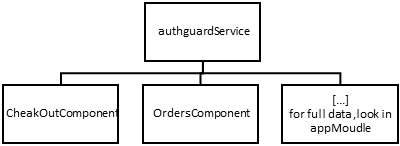 authguardService
CheakOutComponent
OrdersComponent
[...]
for full data,look in
appMoudle